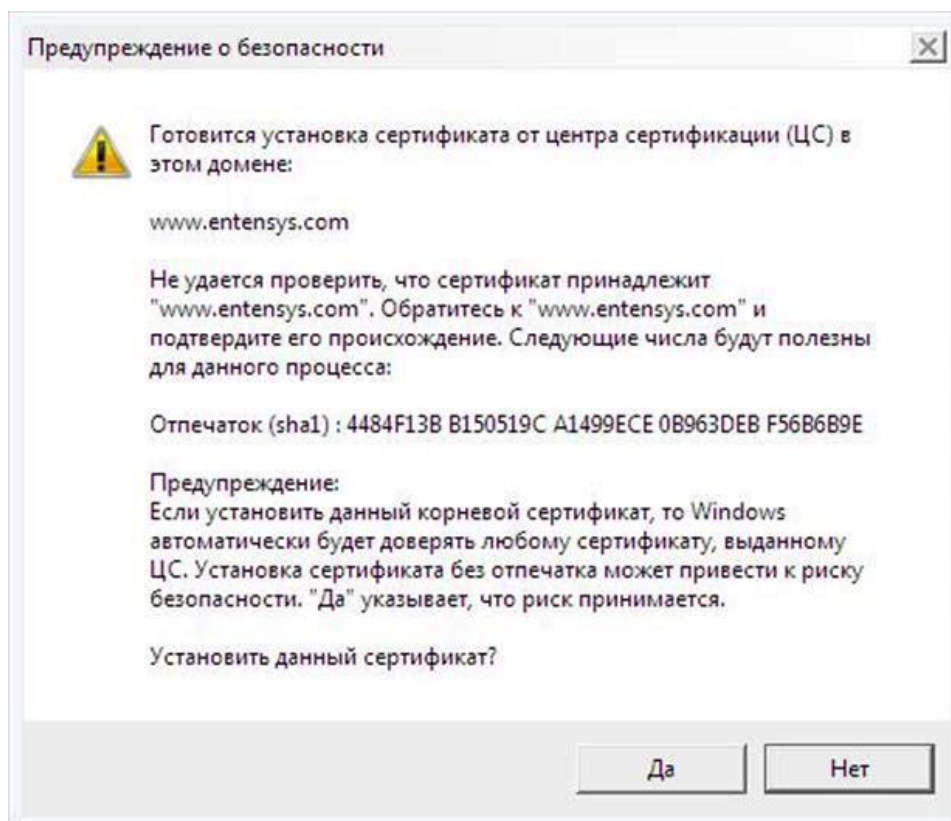 Предупреждение о безопасности
Готовится установка сертификата от центра сертификации (ЦС) в
этом домене:
www.entensys.com
Не удается проверить, что сертификат принадлежит
"www.entensys.com". Обратитесь к "www.entensys.com" и
подтвердите его происхождение. Следующие числа будут полезны
для данного процесса:
Отпечаток (sha1) : 4484F13B B150519C A1499ECE 0B963DEB F56B6B9E
Предупреждение:
Если установить данный корневой сертификат, то Windows
автоматически будет доверять любому сертификату, выданному
ЦС. Установка сертификата без отпечатка может привести к риску
безопасности. "Да" указывает, что риск принимается.
Установить данный сертификат?
Да
Нет